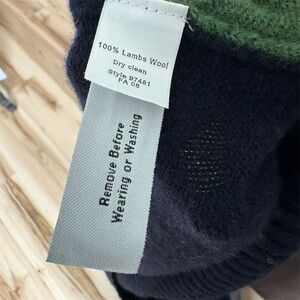 100% Lambs Wool
Dry clean
Style 97481
FA 08
Remove Before
Wearing or Washing